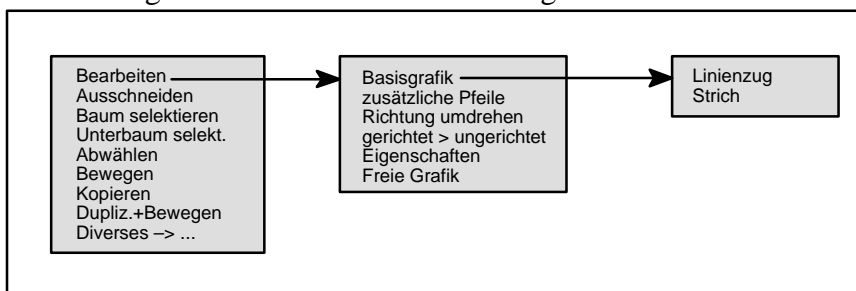 Bearbeiten
Ausschneiden
Baum selektieren
Unterbaum selekt.
Abwählen
Bewegen
Kopieren
Dupliz.+Bewegen
Diverses –> ...
Basisgrafik
zusätzliche Pfeile
Richtung umdrehen
gerichtet > ungerichtet
Eigenschaften
Freie Grafik
Linienzug
Strich